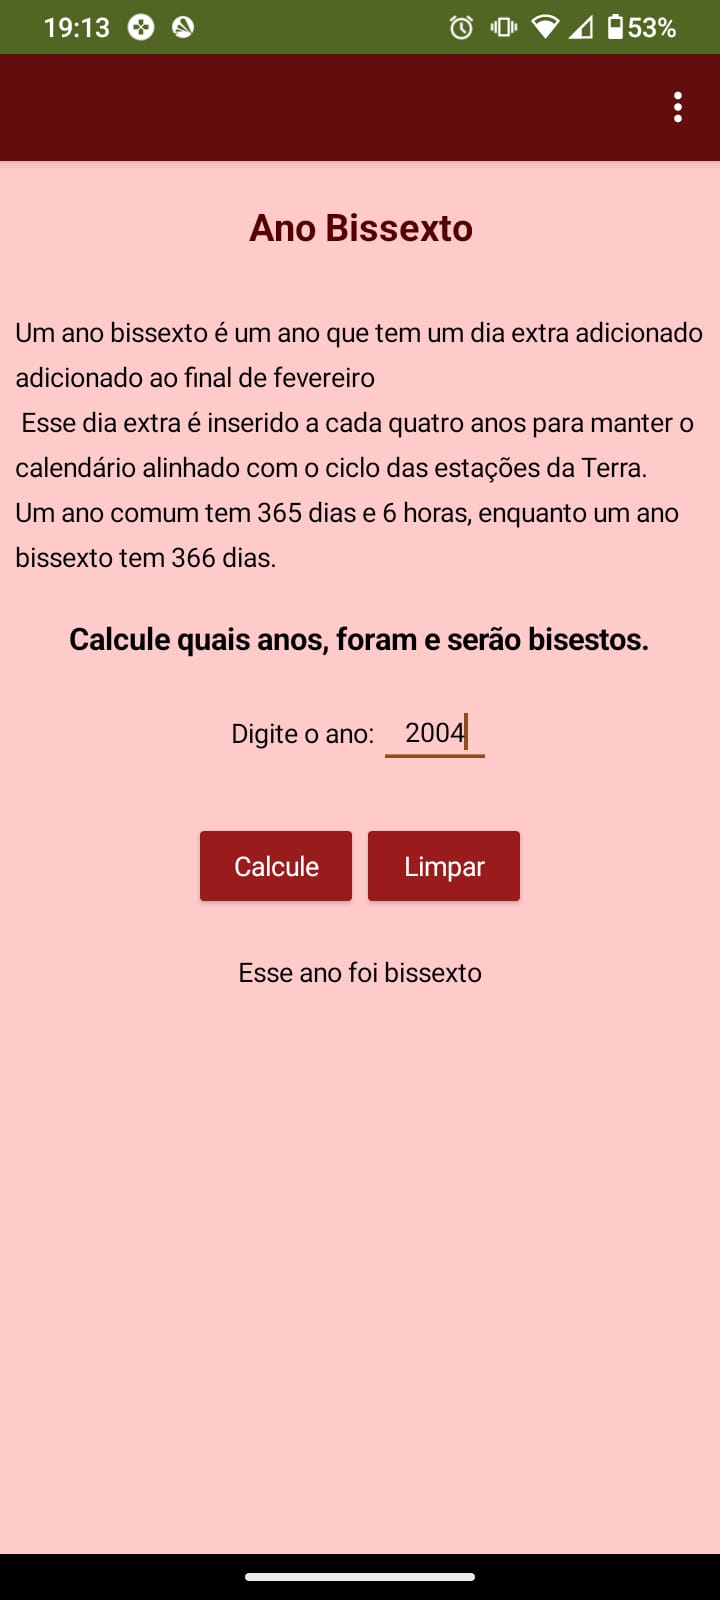 19:13 53%
Ano Bissexto
Um ano bissexto é um ano que tem um dia extra adicionado
adicionado ao final de fevereiro
Esse dia extra é inserido a cada quatro anos para manter o
calendário alinhado com o ciclo das estações da Terra.
Um ano comum tem 365 dias e 6 horas, enquanto um ano
bissexto tem 366 dias.
Calcule quais anos, foram e serão bisestos.
Digite o ano: 2004
Calcule Limpar
Esse ano foi bissexto